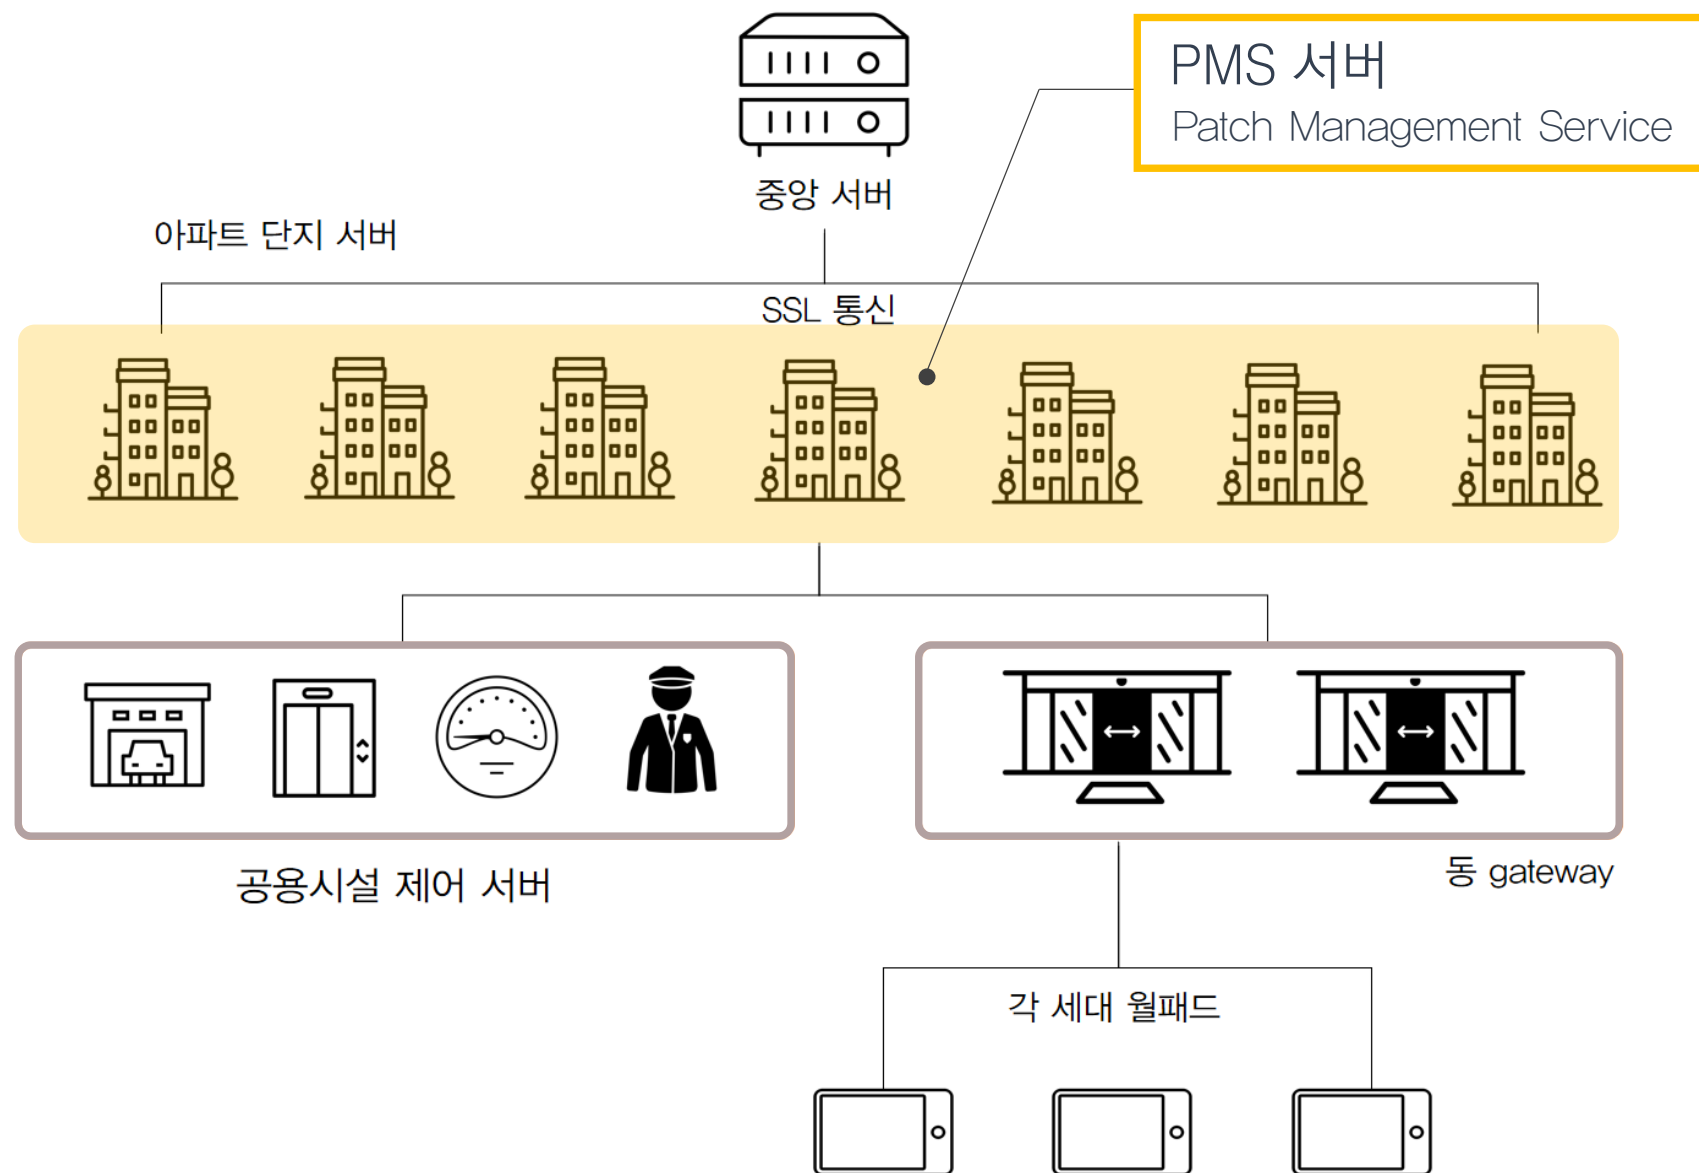 PMS 서버
Patch Management Service
중앙 서버
아파트 단지 서버
SSL 통신
공용시설 제어 서버
동 gateway
각 세대 월패드